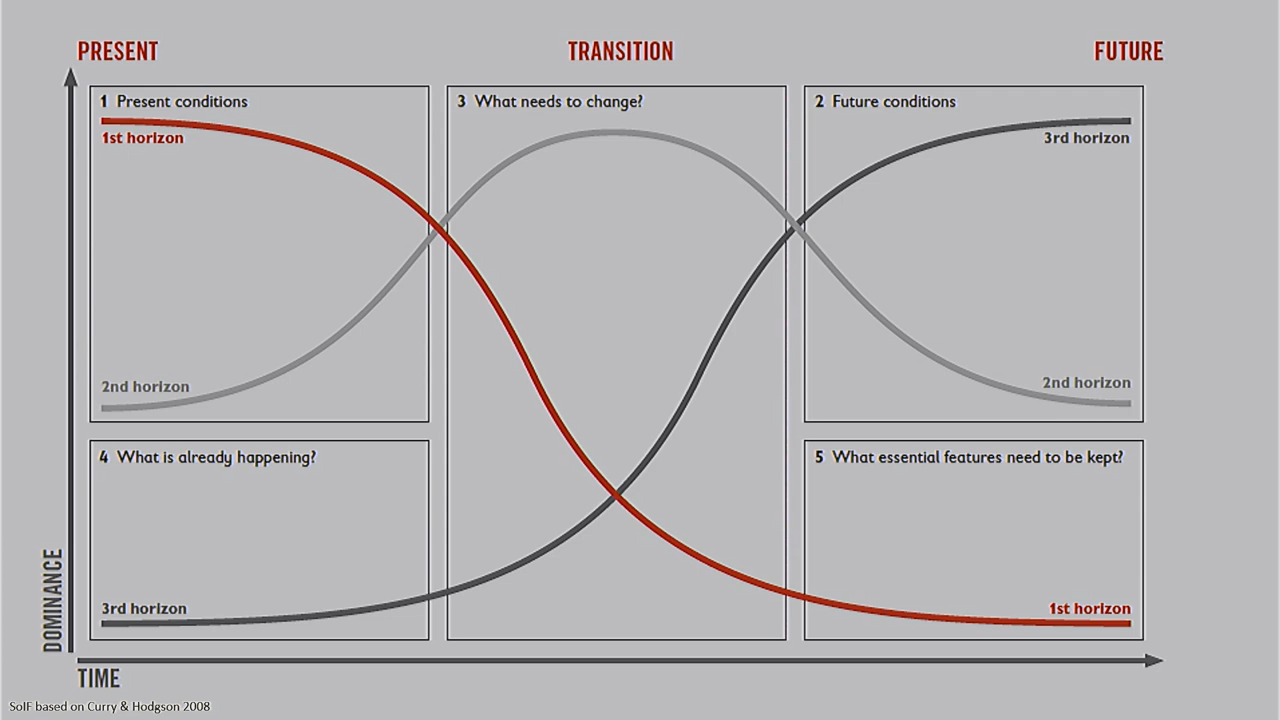 PRESENT
TRANSITION
FUTURE
1 Present conditions
1st horizon
2nd horizon
3 What needs to change?
2 Future conditions
3rd horizon
2nd horizon
4 What is already happening?
3rd horizon
5 What essential features need to be kept?
1st horizon
DOMINANCE
TIME
SoIF based on Curry & Hodgson 2008